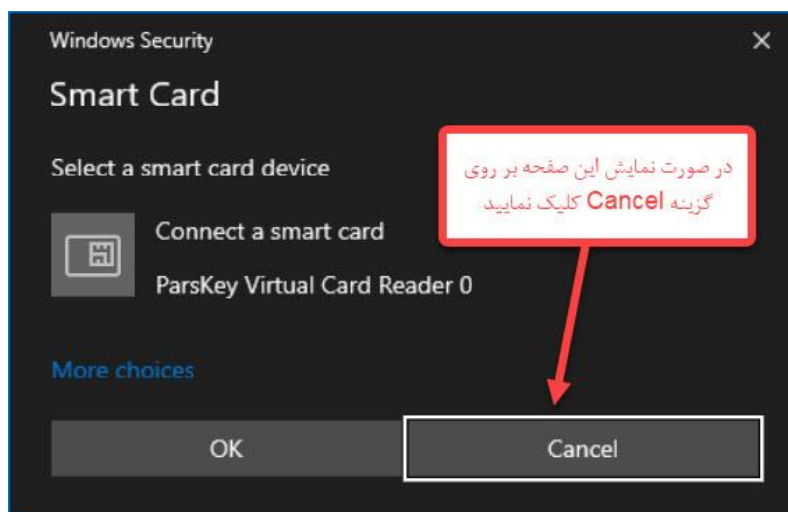 Windows Security
Smart Card
Select a smart card device
در صورت نمایش این صفحه بر روی
گزینه Cancel کلیک نمایید
Connect a smart card
ParsKey Virtual Card Reader 0
More choices
OK
Cancel